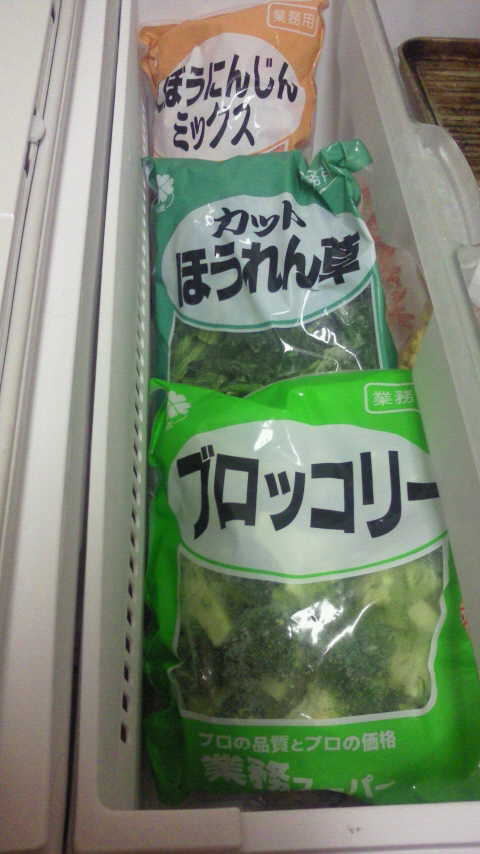 業務用
ごぼうにんじん
ミックス
カット
ほうれん草
業務
ブロッコリー
プロの品質とプロの価格
業務スーパー